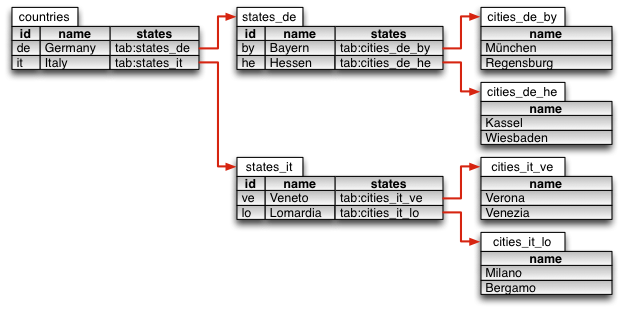 countries
id name states
de Germany tab:states_de
it Italy tab:states_it
states_de
id name states
by Bayern tab:cities_de_by
he Hessen tab:cities_de_he
cities_de_by
name
München
Regensburg
cities_de_he
name
Kassel
Wiesbaden
states_it
id name states
ve Veneto tab:cities_it_ve
lo Lomardia tab:cities_it_lo
cities_it_ve
name
Verona
Venezia
cities_it_lo
name
Milano
Bergamo